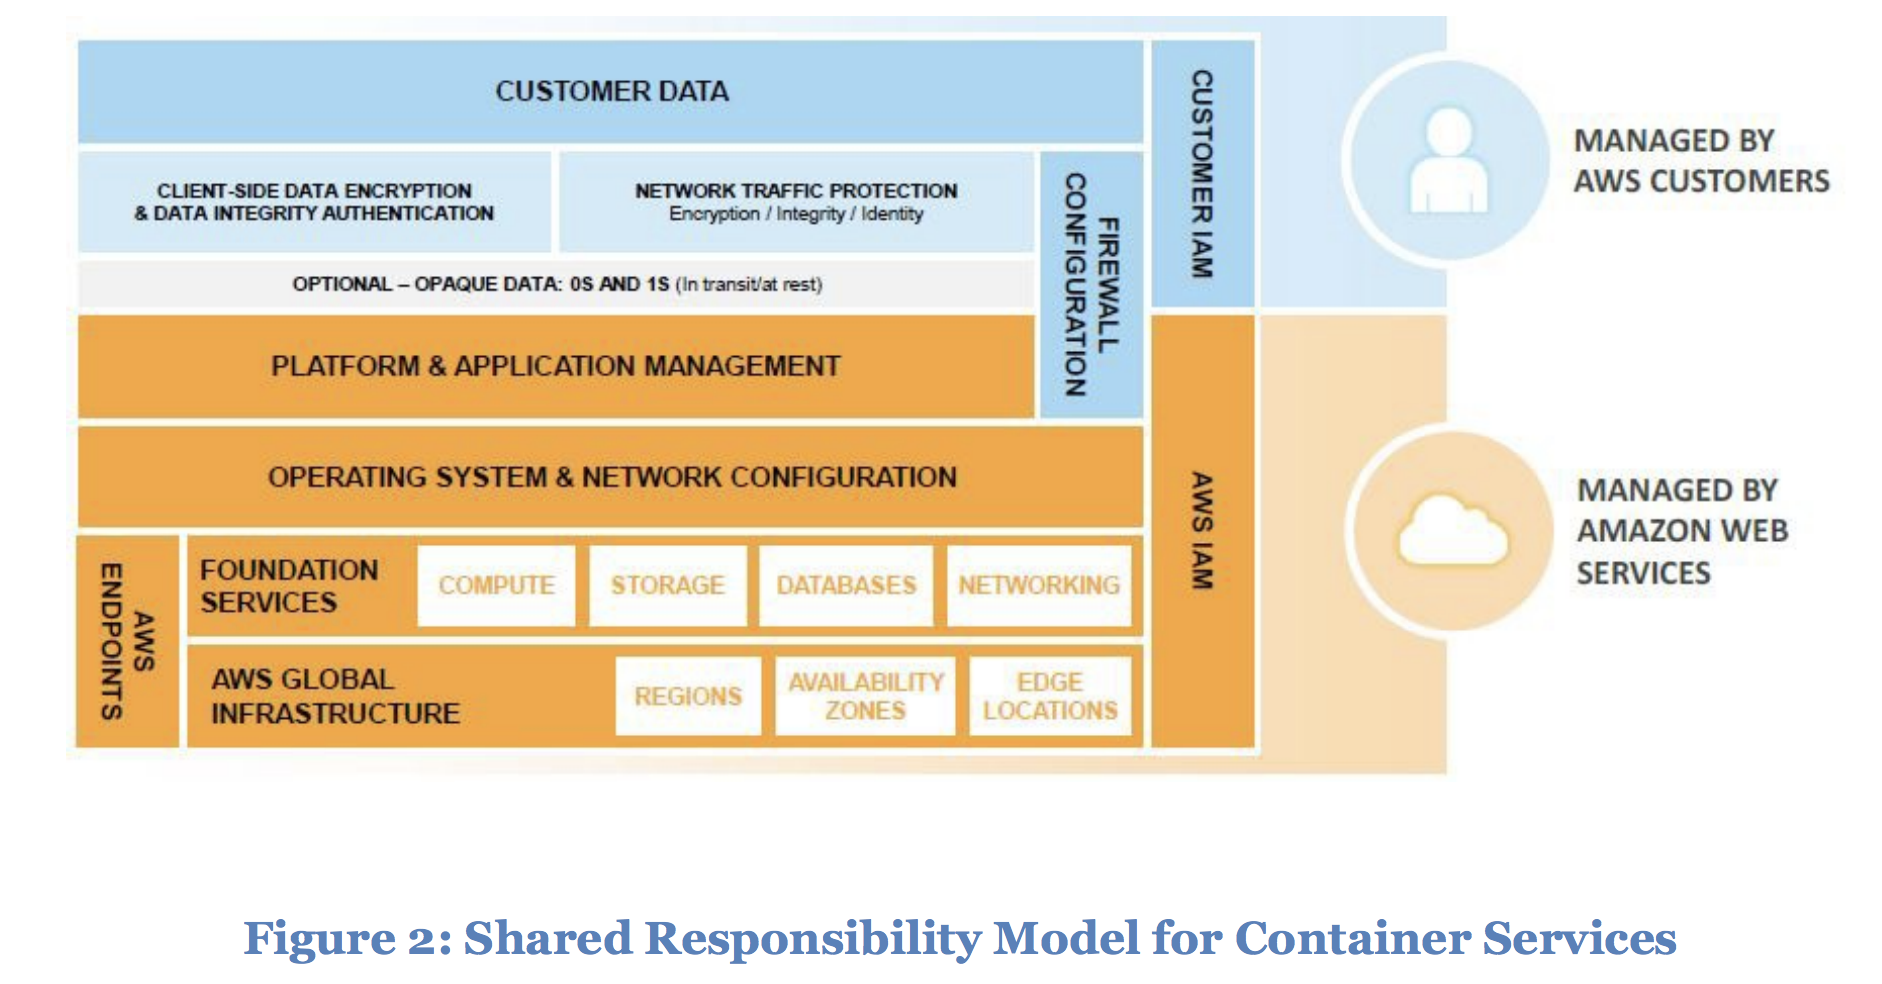 CUSTOMER DATA
CUSTOMER IAM
CLIENT-SIDE DATA ENCRYPTION
& DATA INTEGRITY AUTHENTICATION
NETWORK TRAFFIC PROTECTION
Encryption / Integrity / Identity
FIREWALL
CONFIGURATION
OPTIONAL – OPAQUE DATA: 0S AND 1S (In transit/at rest)
PLATFORM & APPLICATION MANAGEMENT
OPERATING SYSTEM & NETWORK CONFIGURATION
AWS IAM
AWS
ENDPOINTS
FOUNDATION
SERVICES
COMPUTE
STORAGE
DATABASES
NETWORKING
AWS GLOBAL
INFRASTRUCTURE
REGIONS
AVAILABILITY
ZONES
EDGE
LOCATIONS
MANAGED BY
AWS CUSTOMERS
MANAGED BY
AMAZON WEB
SERVICES
Figure 2: Shared Responsibility Model for Container Services